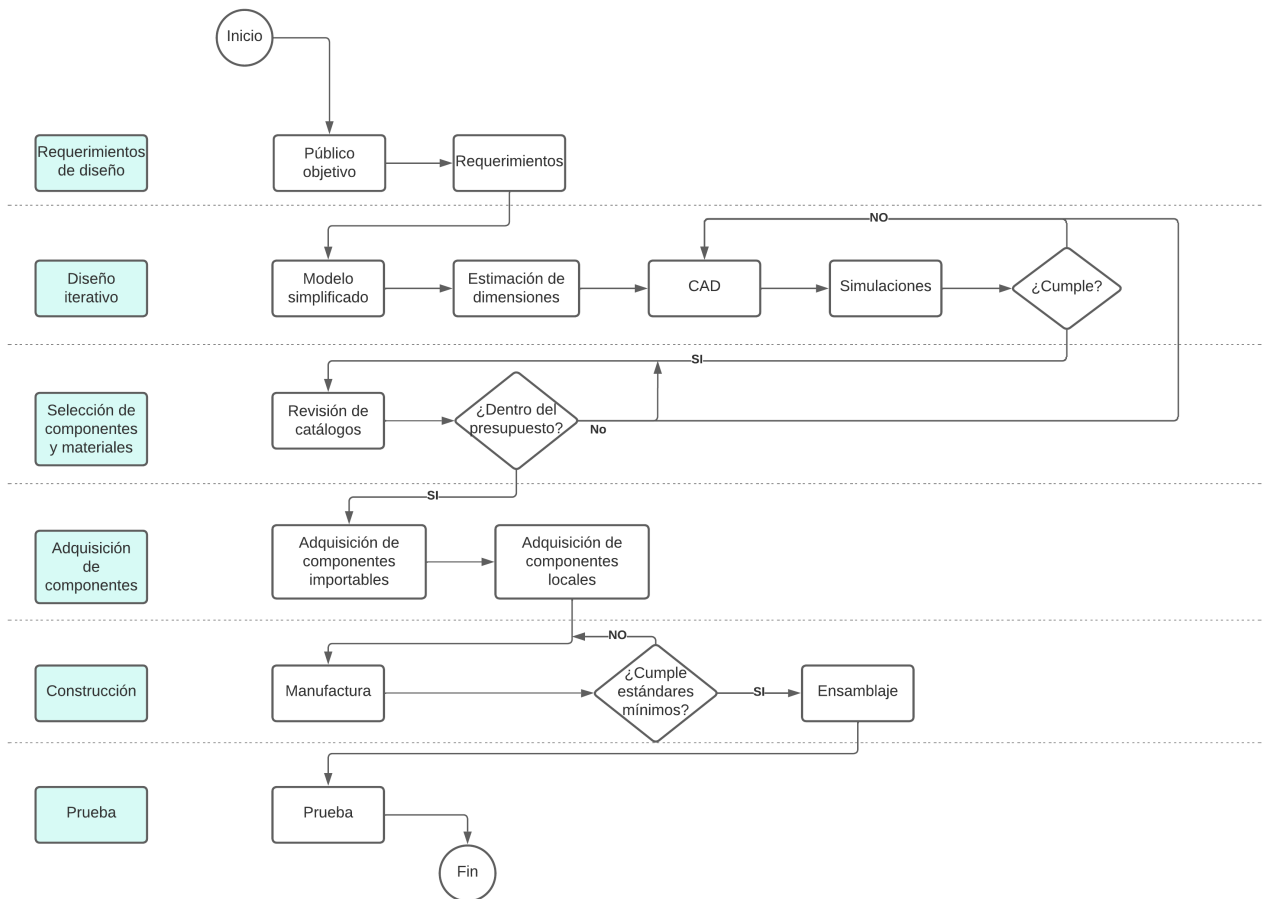 Inicio
Requerimientos
de diseño
Público
objetivo
Requerimientos
NO
Diseño
iterativo
Modelo
simplificado
Estimación de
dimensiones
CAD
Simulaciones
¿Cumple?
SI
Selección de
componentes
y materiales
Revisión de
catálogos
¿Dentro del
presupuesto?
No
SI
Adquisición
de
componentes
Adquisición de
componentes
importables
Adquisición de
componentes
locales
NO
Construcción
Manufactura
¿Cumple
estándares
mínimos?
SI
Ensamblaje
Prueba
Prueba
Fin